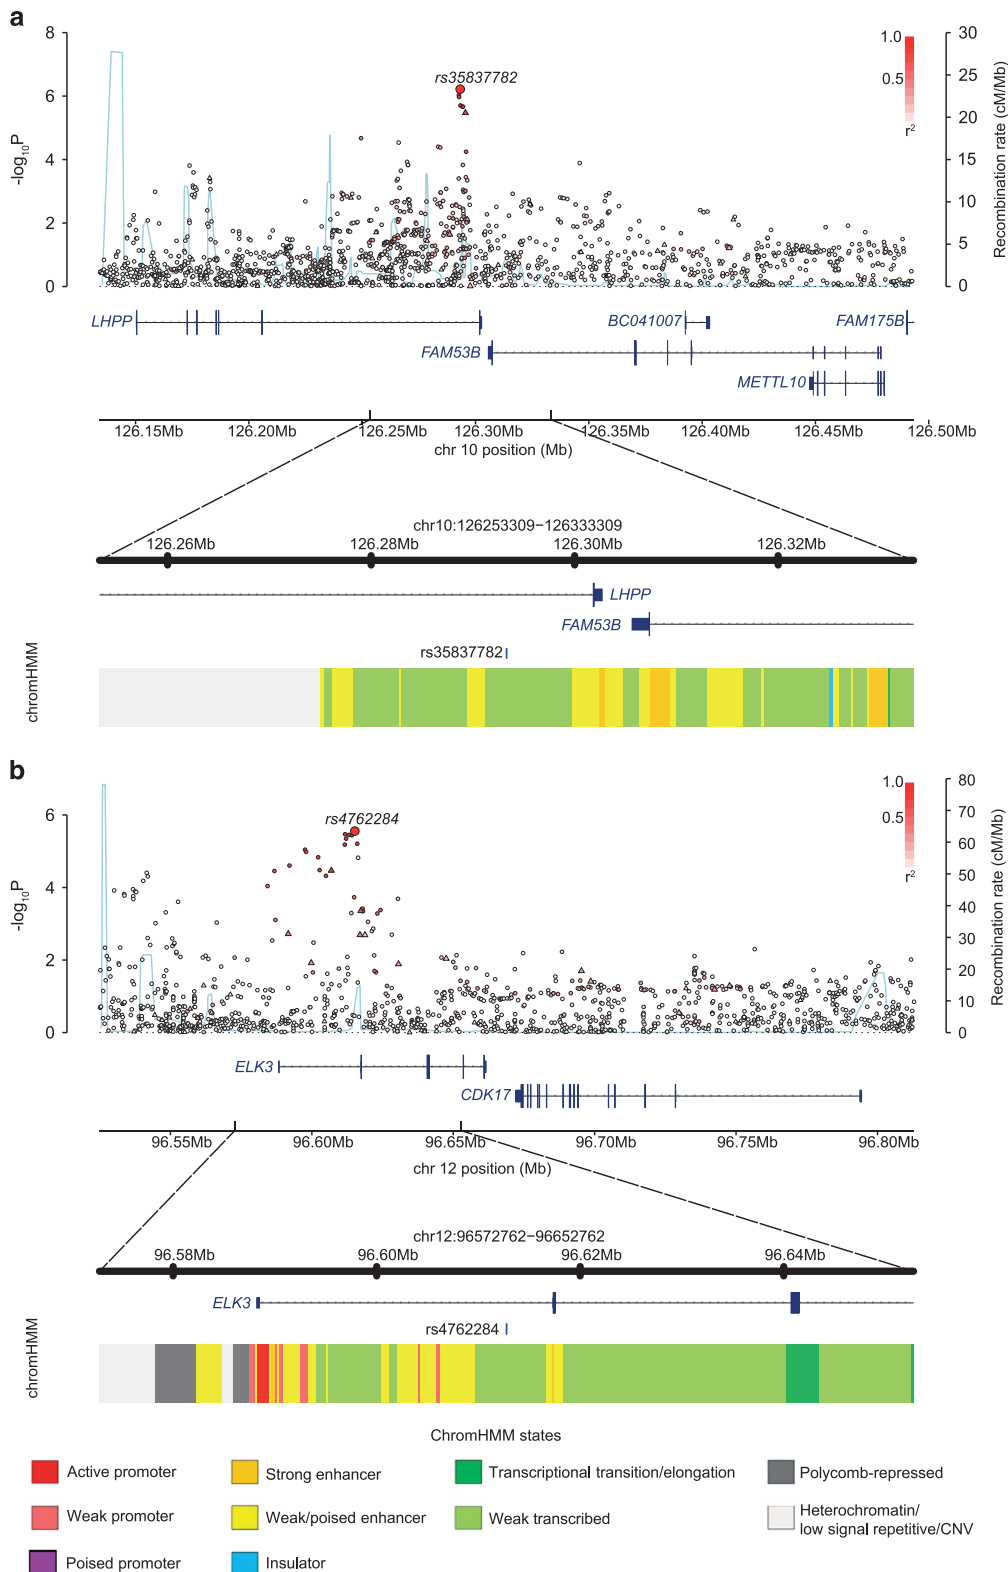 a
8
6
4
2
0
-log10P
rs35837782
1.0
0.5
r2
30
25
20
15
10
5
0
Recombination rate (cM/Mb)
LHPP
BC041007
FAM175B
FAM53B
METTL10
126.15Mb 126.20Mb 126.25Mb 126.30Mb 126.35Mb 126.40Mb 126.45Mb 126.50Mb
chr 10 position (Mb)
chr10:126253309−126333309
126.26Mb 126.28Mb 126.30Mb 126.32Mb
LHPP
FAM53B
rs35837782
chromHMM
b
6
4
2
0
-log10P
rs4762284
1.0
0.5
r2
80
70
60
50
40
30
20
10
0
Recombination rate (cM/Mb)
ELK3
CDK17
96.55Mb 96.60Mb 96.65Mb 96.70Mb 96.75Mb 96.80Mb
chr 12 position (Mb)
chr12:96572762−96652762
96.58Mb 96.60Mb 96.62Mb 96.64Mb
ELK3
rs4762284
chromHMM
ChromHMM states
Active promoter
Strong enhancer
Transcriptional transition/elongation
Polycomb-repressed
Weak promoter
Weak/poised enhancer
Weak transcribed
Heterochromatin/
low signal repetitive/CNV
Poised promoter
Insulator